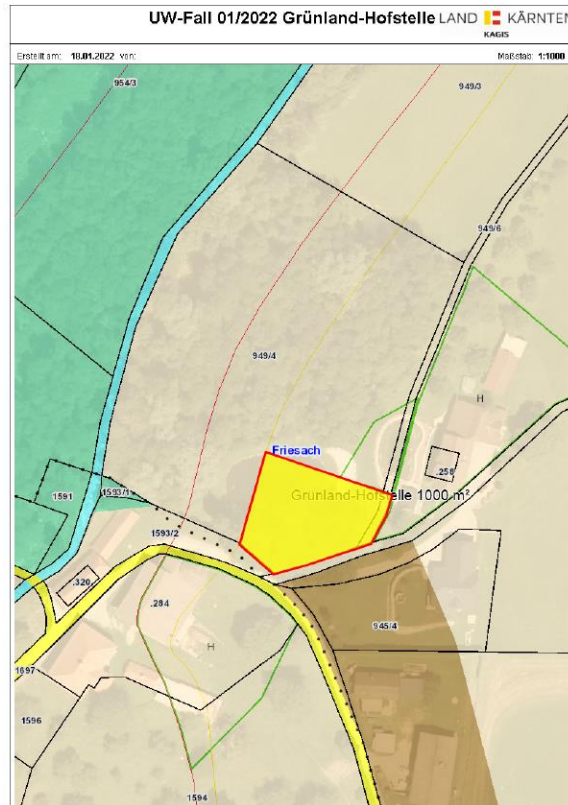 UW-Fall 01/2022 Grünland-Hofstelle
LAND KÄRNTEN
KAGIS
Erstellt am: 18.01.2022 von:
Maßstab: 1:1000
954/3
949/3
949/6
949/4
H
Friesach
.258
Grünland-Hofstelle 1000 m²
1591
1593/1
1593/2
.320
.284
945/4
H
1697
1596
1594